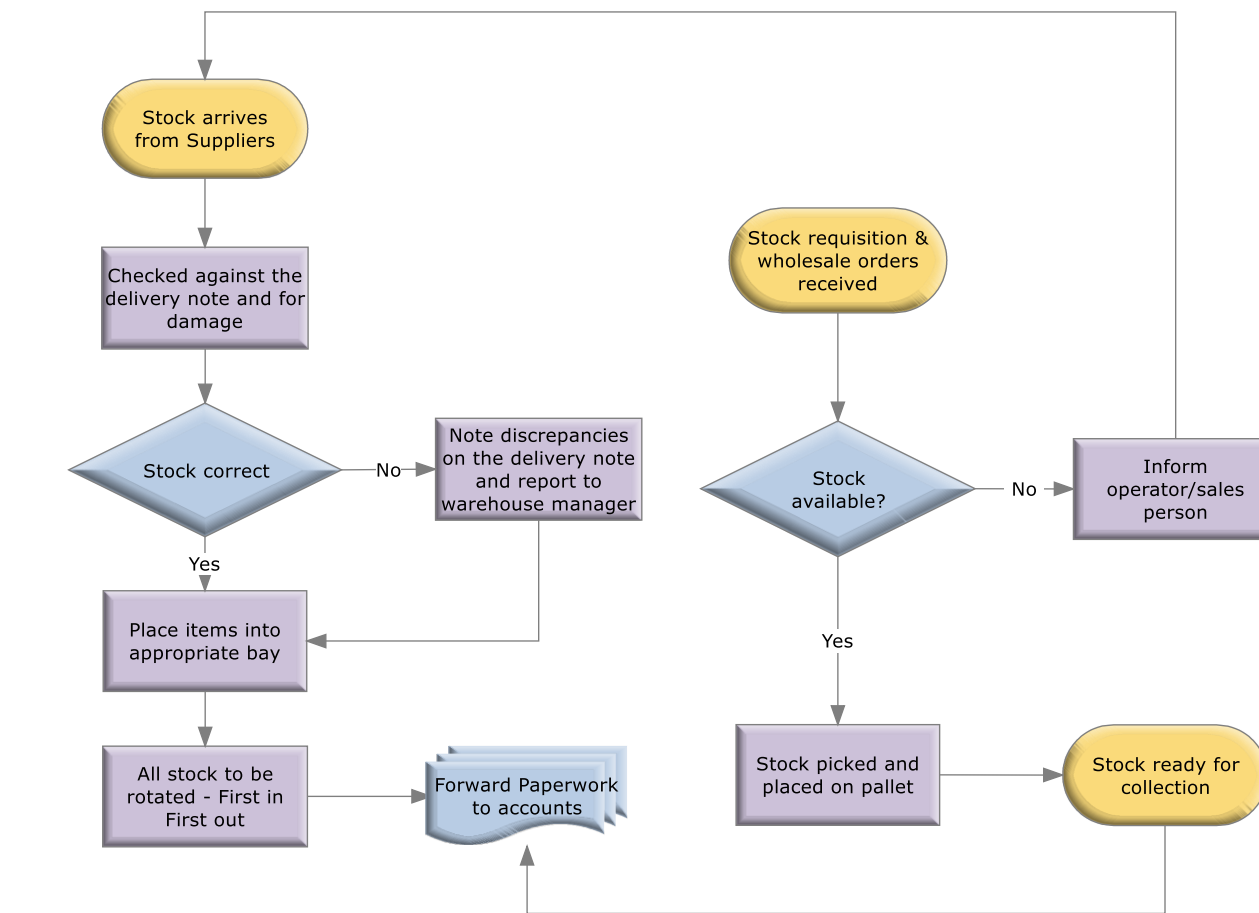 Stock arrives
from Suppliers
Checked against the
delivery note and for
damage
Stock correct
No
Note discrepancies
on the delivery note
and report to
warehouse manager
Yes
Place items into
appropriate bay
All stock to be
rotated - First in
First out
Forward Paperwork
to accounts
Stock requisition &
wholesale orders
received
Stock
available?
No
Inform
operator/sales
person
Yes
Stock picked and
placed on pallet
Stock ready for
collection